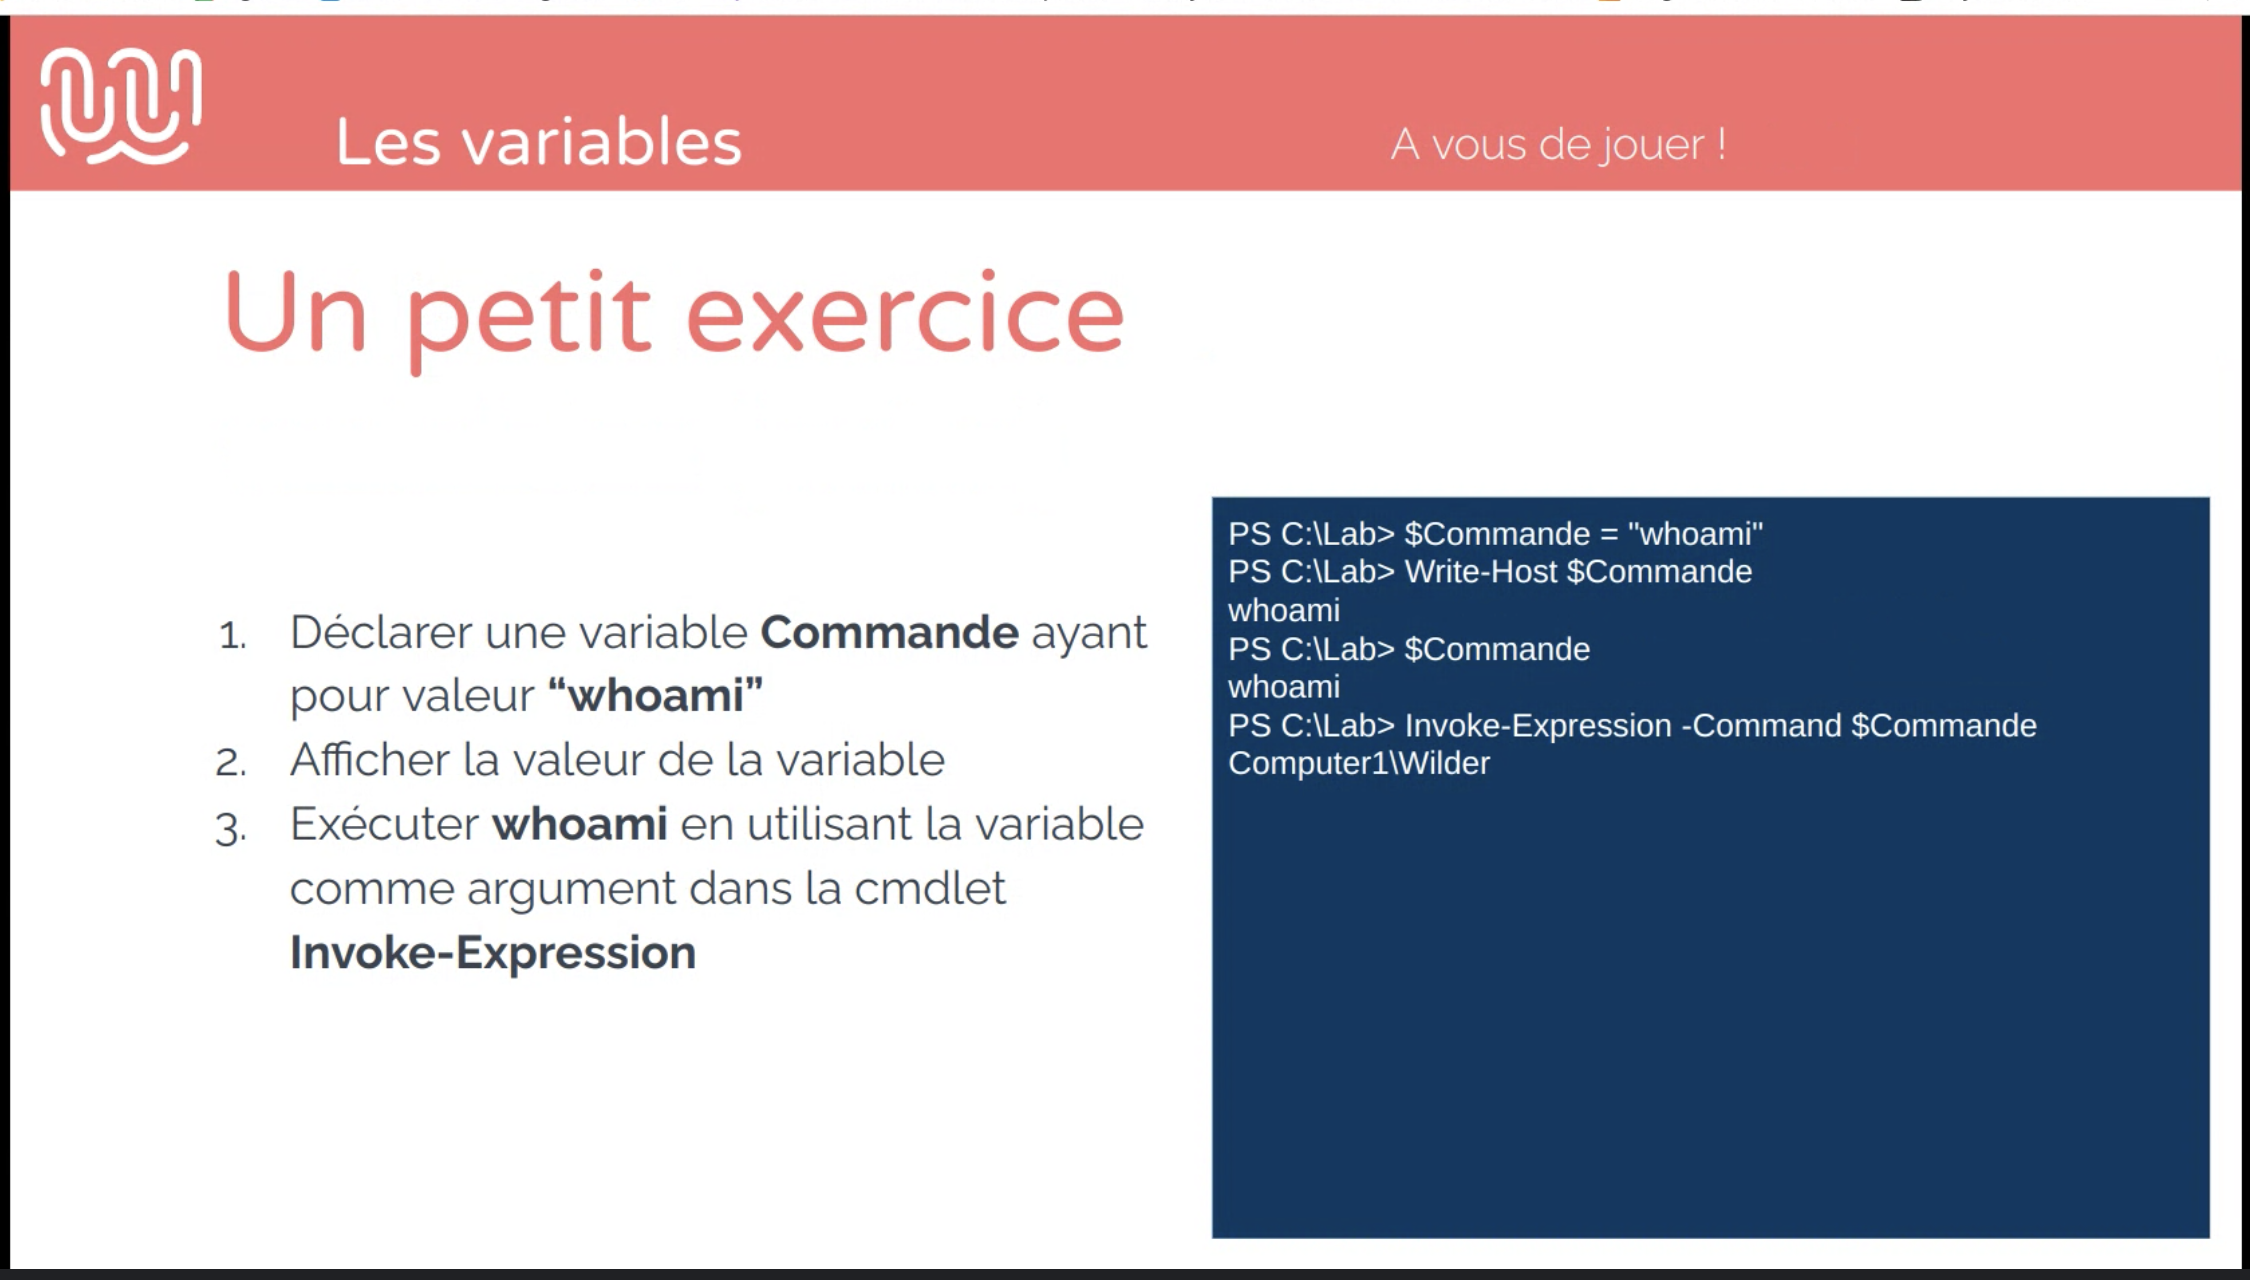 Les variables
A vous de jouer !
Un petit exercice
1. Déclarer une variable Commande ayant
pour valeur “whoami”
2. Afficher la valeur de la variable
3. Exécuter whoami en utilisant la variable
comme argument dans la cmdlet
Invoke-Expression
PS C:\Lab> $Commande = "whoami"
PS C:\Lab> Write-Host $Commande
whoami
PS C:\Lab> $Commande
whoami
PS C:\Lab> Invoke-Expression -Command $Commande
Computer1\Wilder